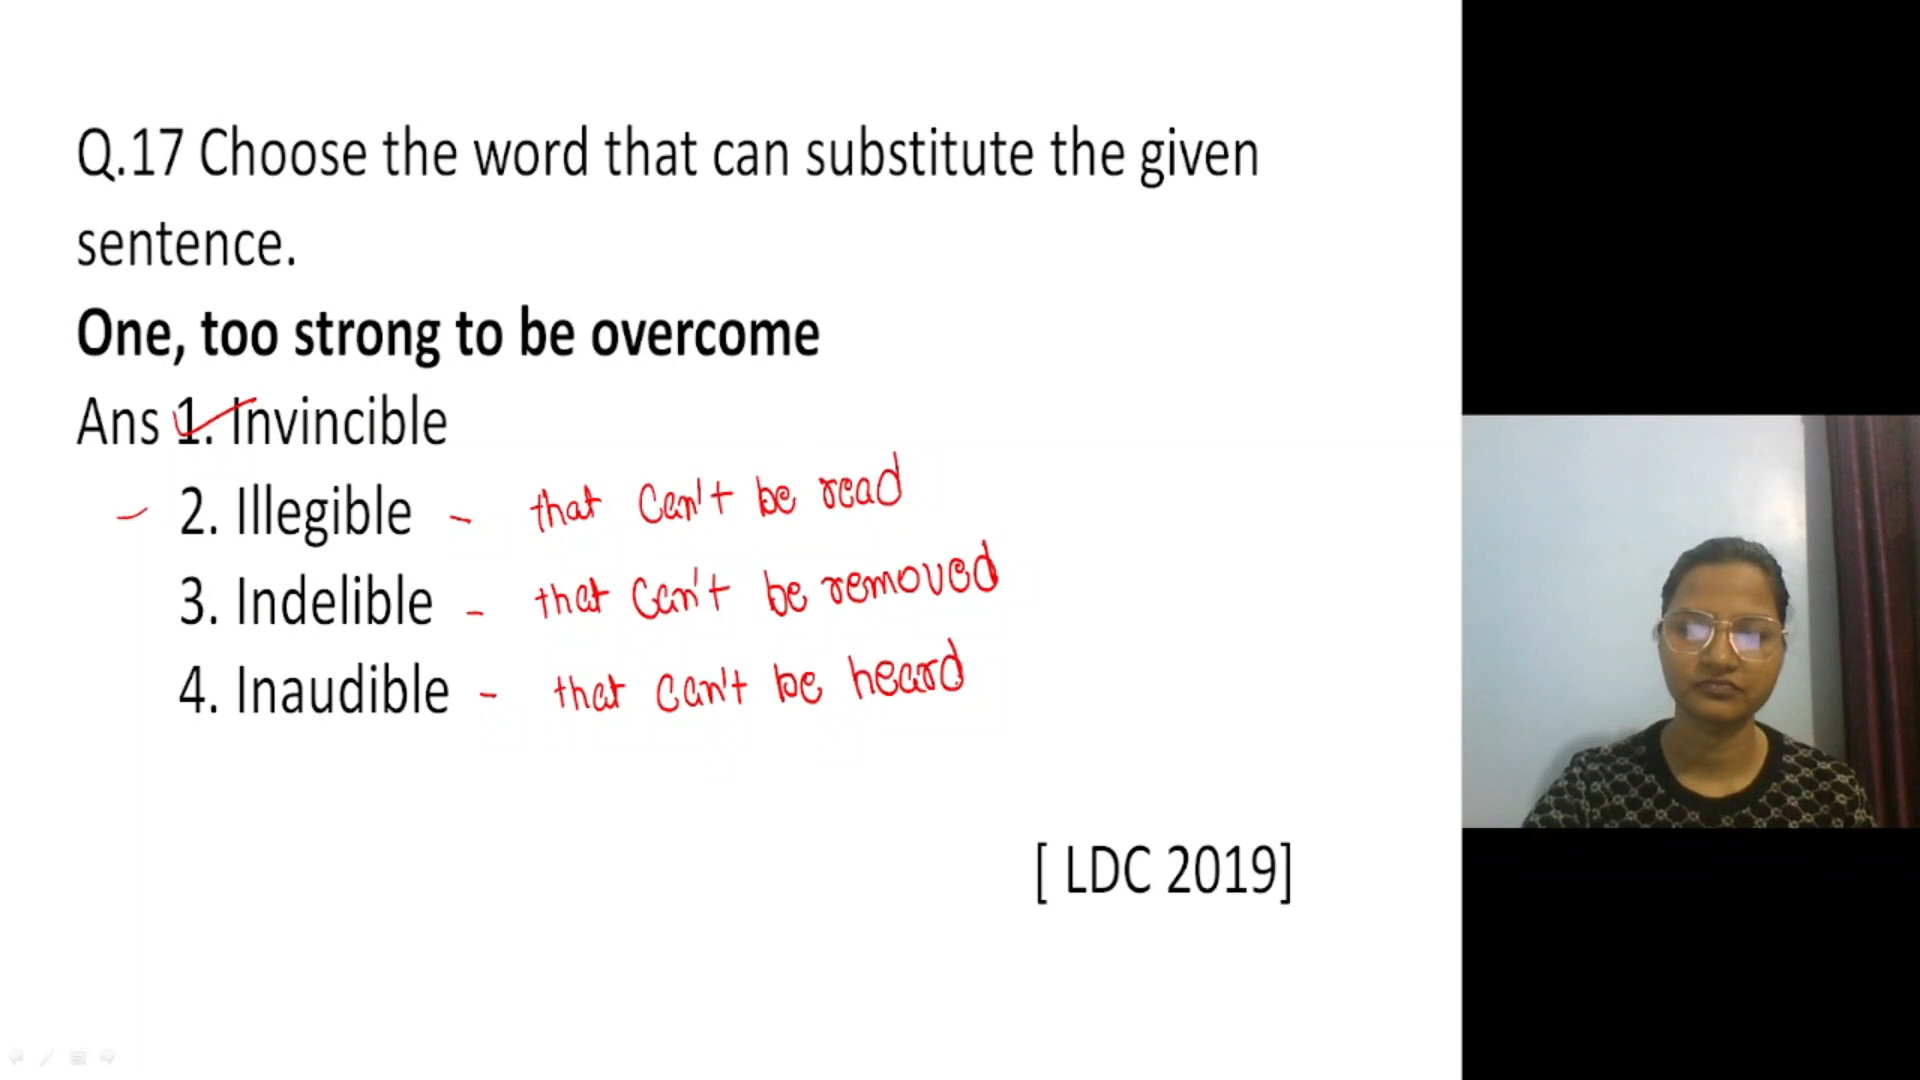 Q.17 Choose the word that can substitute the given
sentence.
One, too strong to be overcome
Ans 1. Invincible
2. Illegible - that can't be read
3. Indelible - that can't be removed
4. Inaudible - that can't be heard
[ LDC 2019]